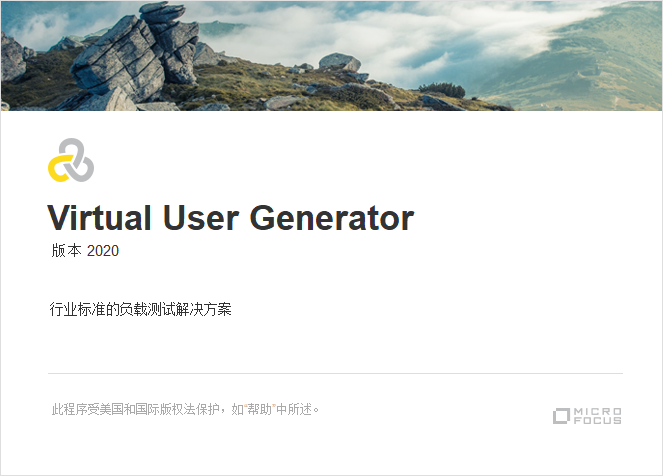 Virtual User Generator
版本 2020
行业标准的负载测试解决方案
此程序受美国和国际版权法保护，如“帮助”中所述。
MICRO
FOCUS